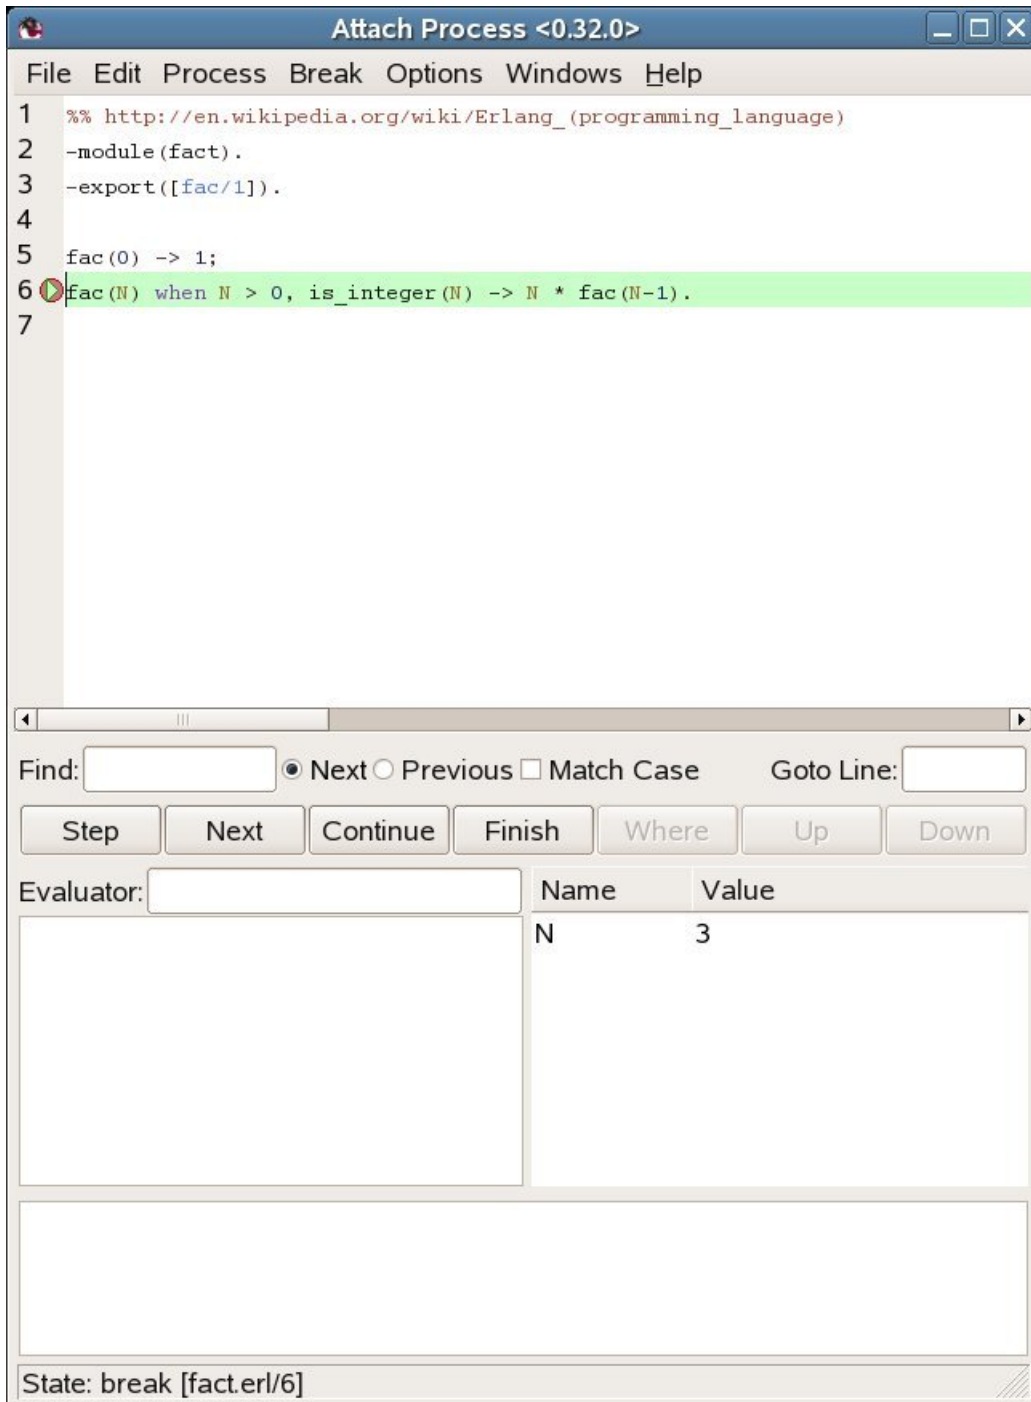 Attach Process <0.32.0>
File Edit Process Break Options Windows Help
1 %% http://en.wikipedia.org/wiki/Erlang_(programming_language)
2 -module(fact).
3 -export([fac/1]).
4
5 fac(0) -> 1;
6 fac(N) when N > 0, is_integer(N) -> N * fac(N-1).
7
Find: Next Previous Match Case Goto Line:
Step Next Continue Finish Where Up Down
Evaluator: Name Value
N 3
State: break [fact.erl/6]